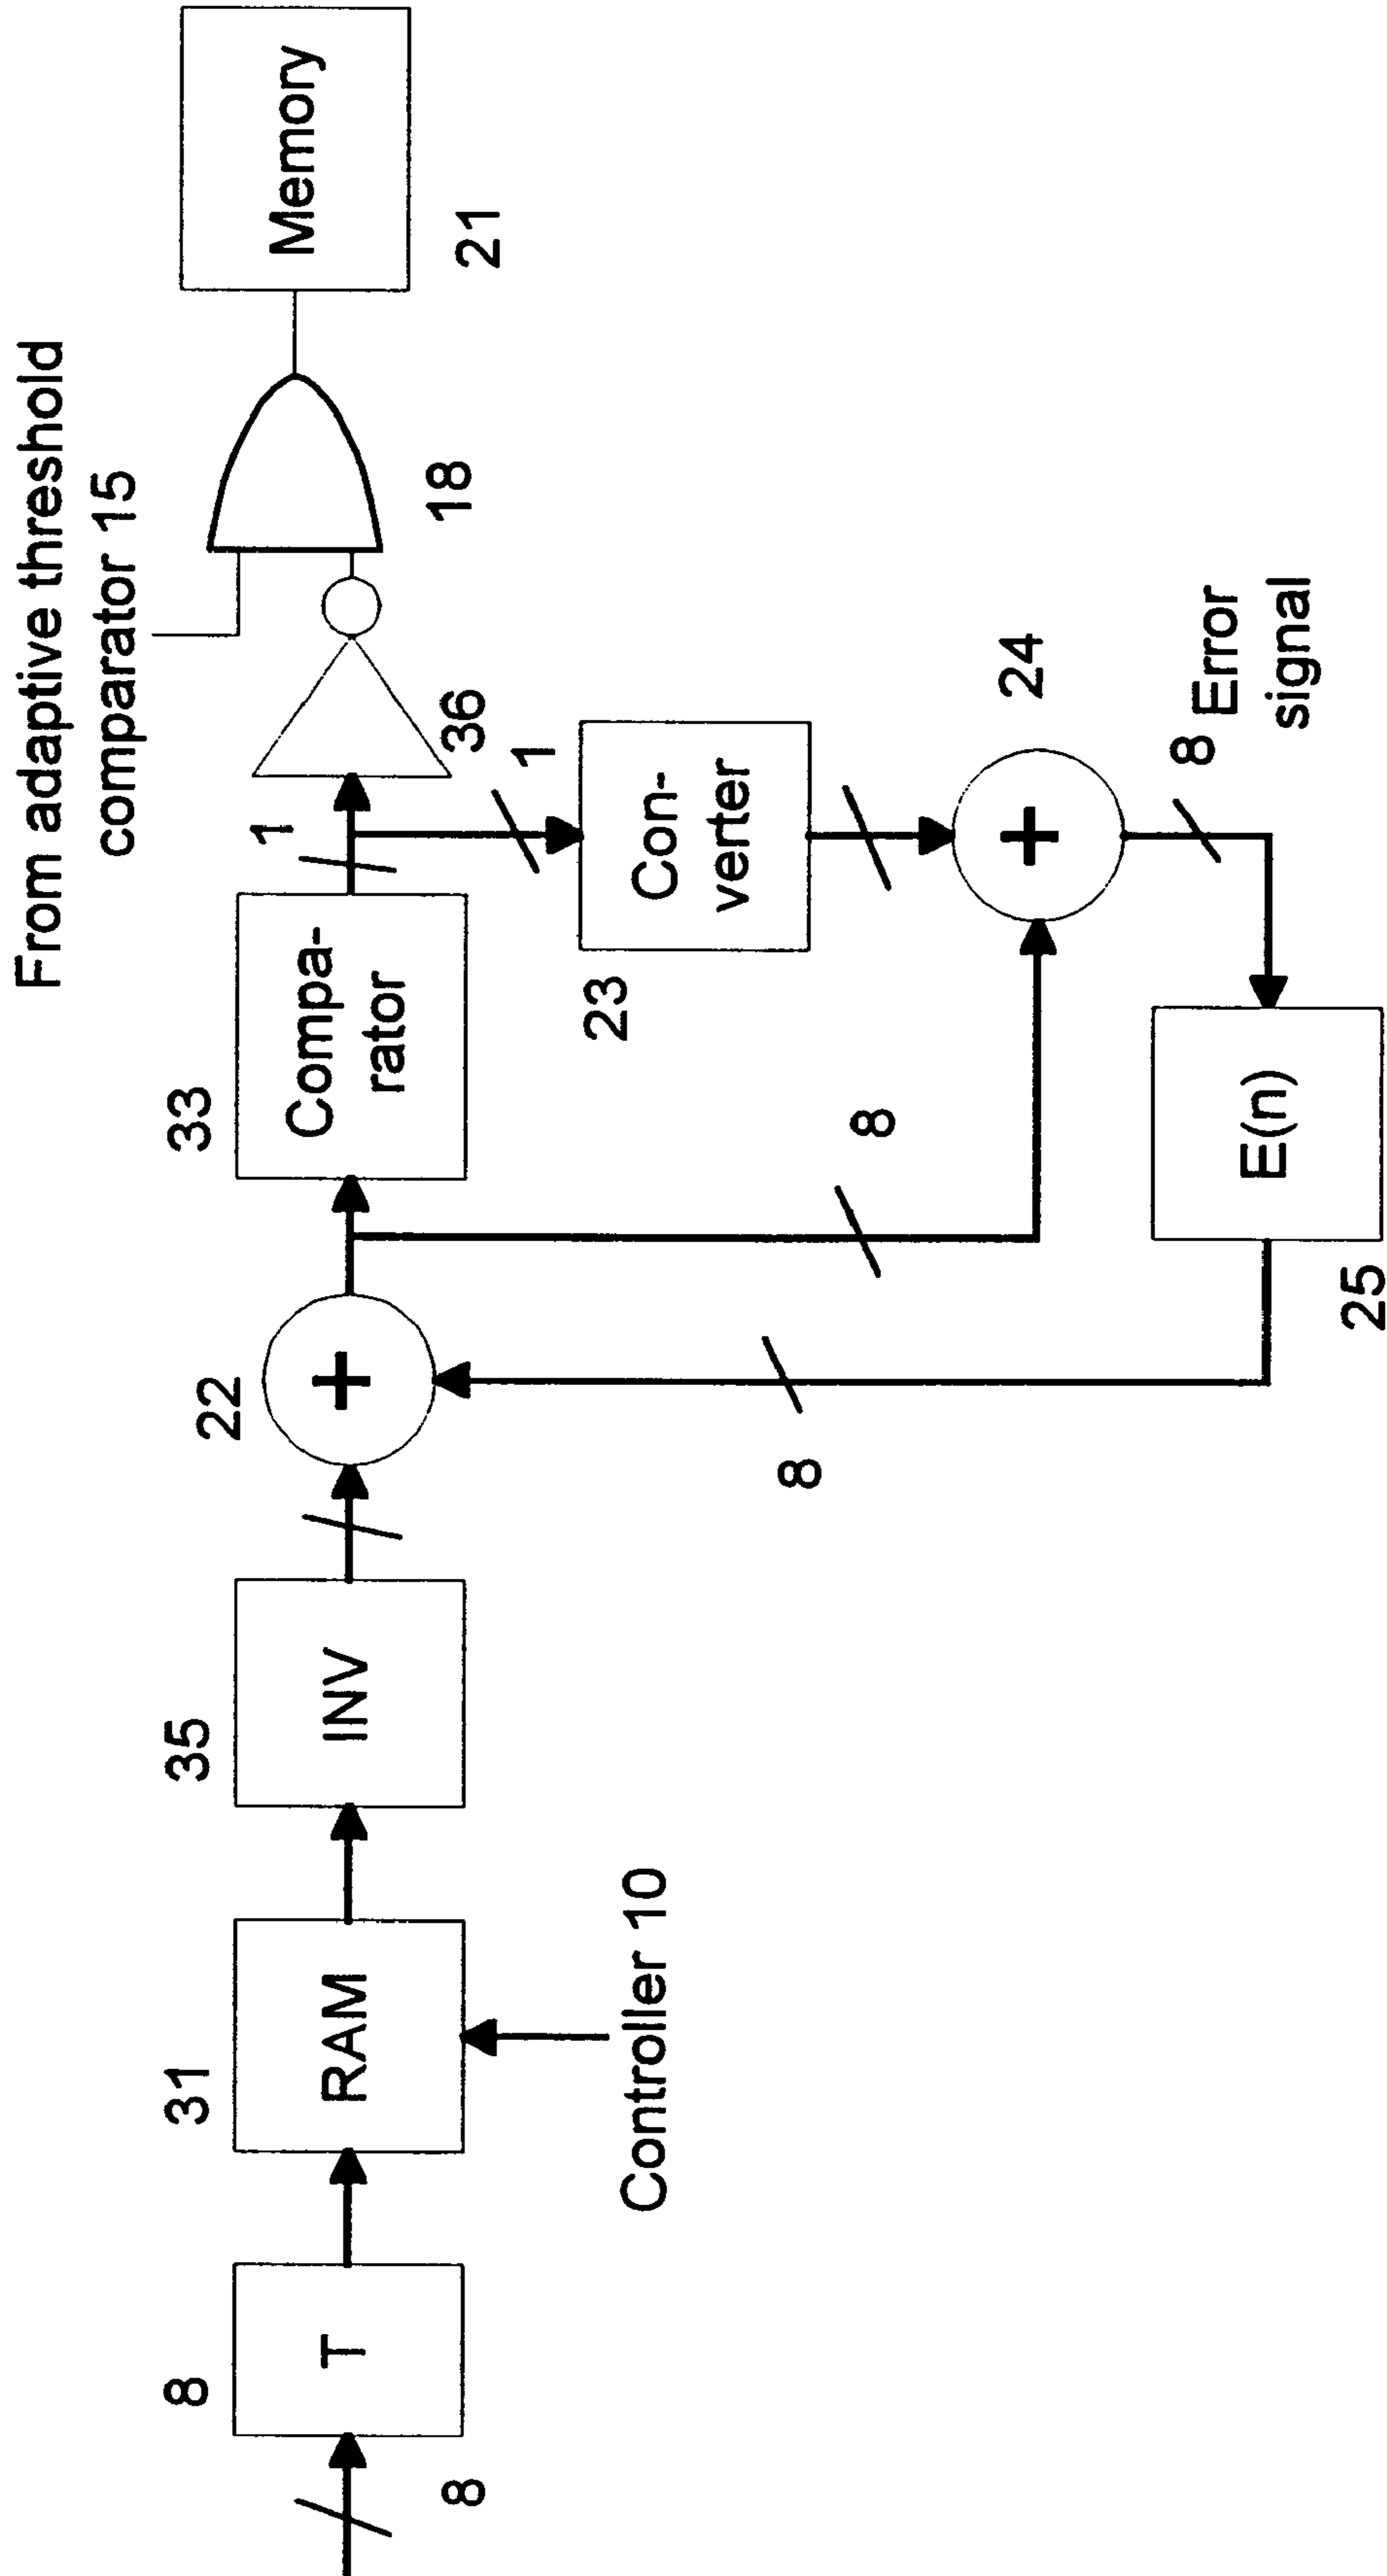 From adaptive threshold
comparator 15
8
T
8
31
RAM
Controller 10
35
INV
22
+
8
8
33
Compa-
rator
1
36
1
23
Con-
verter
24
+
8
Error
signal
E(n)
25
18
Memory
21